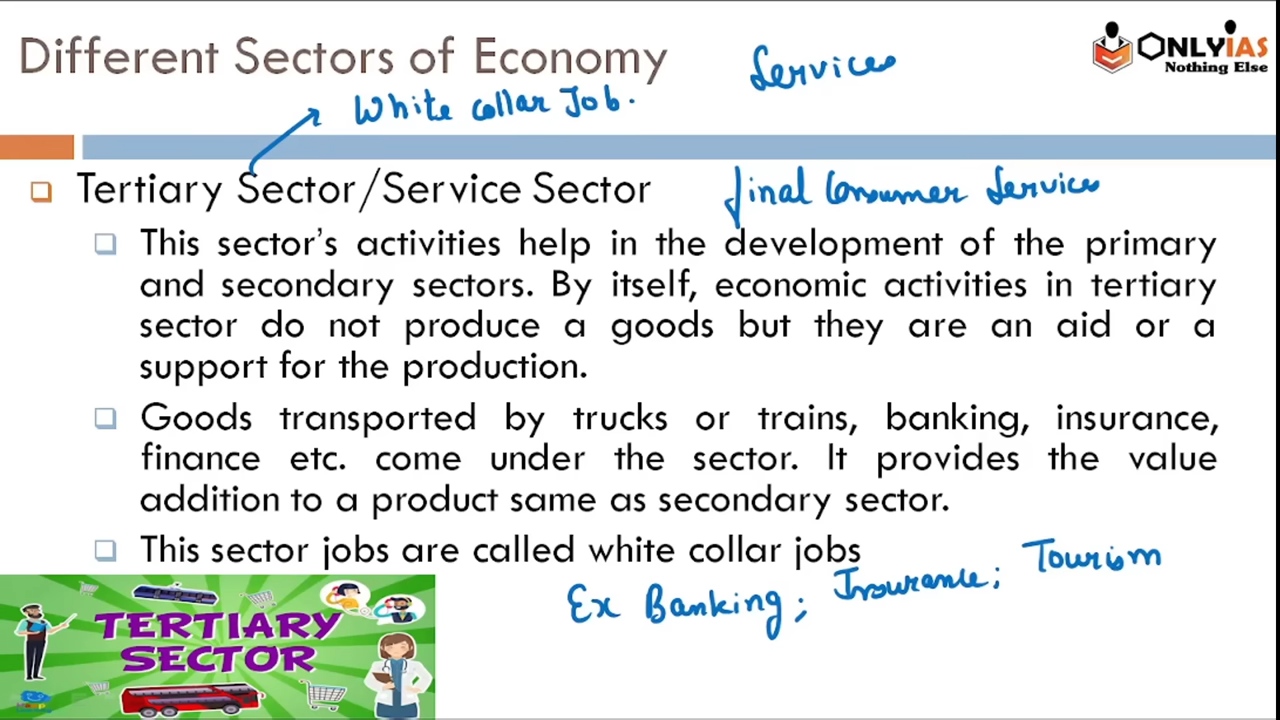 Different Sectors of Economy
Services
ONLYIAS
Nothing Else
White Collar Job.
Tertiary Sector/Service Sector
final Consumer Services
This sector's activities help in the development of the primary
and secondary sectors. By itself, economic activities in tertiary
sector do not produce a goods but they are an aid or a
support for the production.
Goods transported by trucks or trains, banking, insurance,
finance etc. come under the sector. It provides the value
addition to a product same as secondary sector.
This sector jobs are called white collar jobs
Ex Banking; Insurance; Tourism
TERTIARY
SECTOR